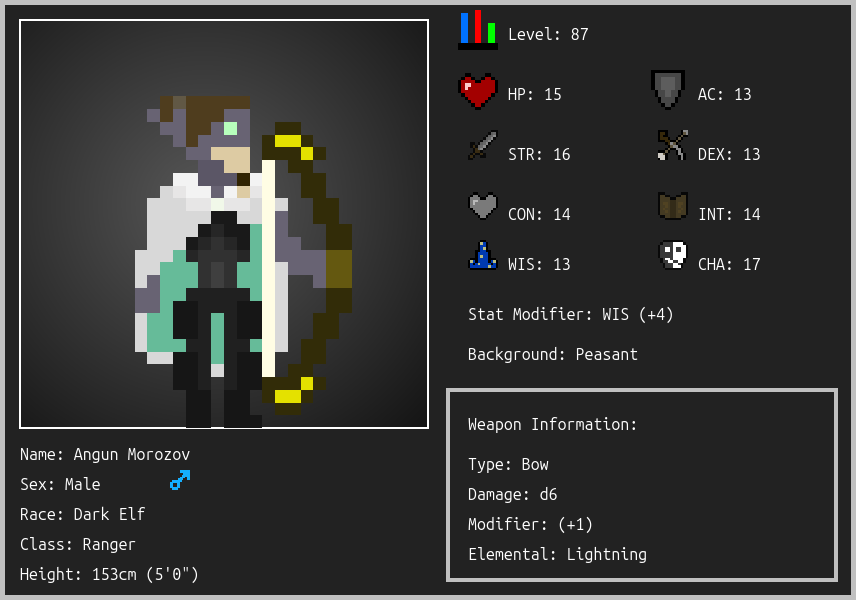 Level: 87
HP: 15
AC: 13
STR: 16
DEX: 13
CON: 14
INT: 14
WIS: 13
CHA: 17
Stat Modifier: WIS (+4)
Background: Peasant
Weapon Information:
Type: Bow
Damage: d6
Modifier: (+1)
Elemental: Lightning
Name: Angun Morozov
Sex: Male
Race: Dark Elf
Class: Ranger
Height: 153cm (5'0")